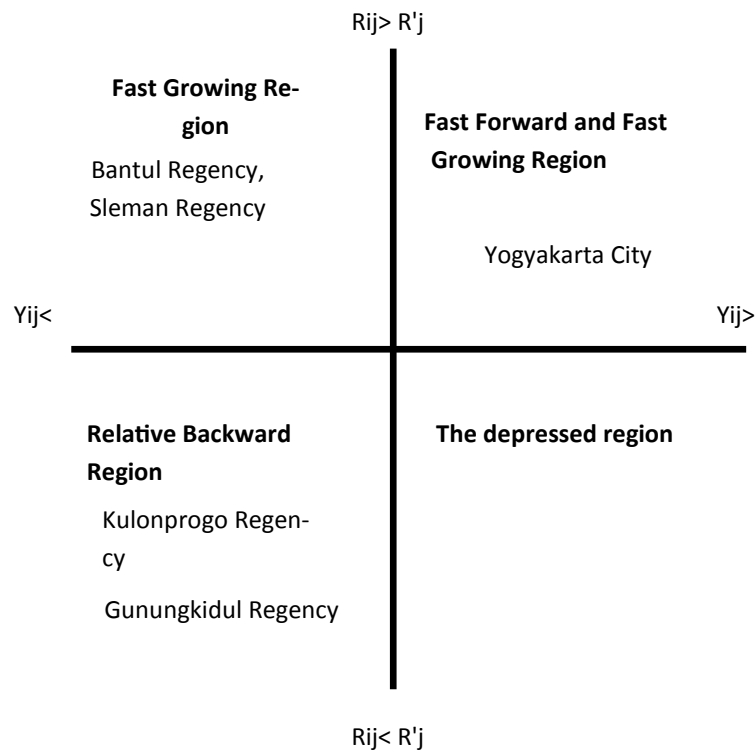 Rij> R'j
Fast Growing Re-
gion
Bantul Regency,
Sleman Regency
Fast Forward and Fast
Growing Region
Yogyakarta City
Yij<
Yij>
Relative Backward
Region
Kulonprogo Regen-
cy
Gunungkidul Regency
The depressed region
Rij< R'j